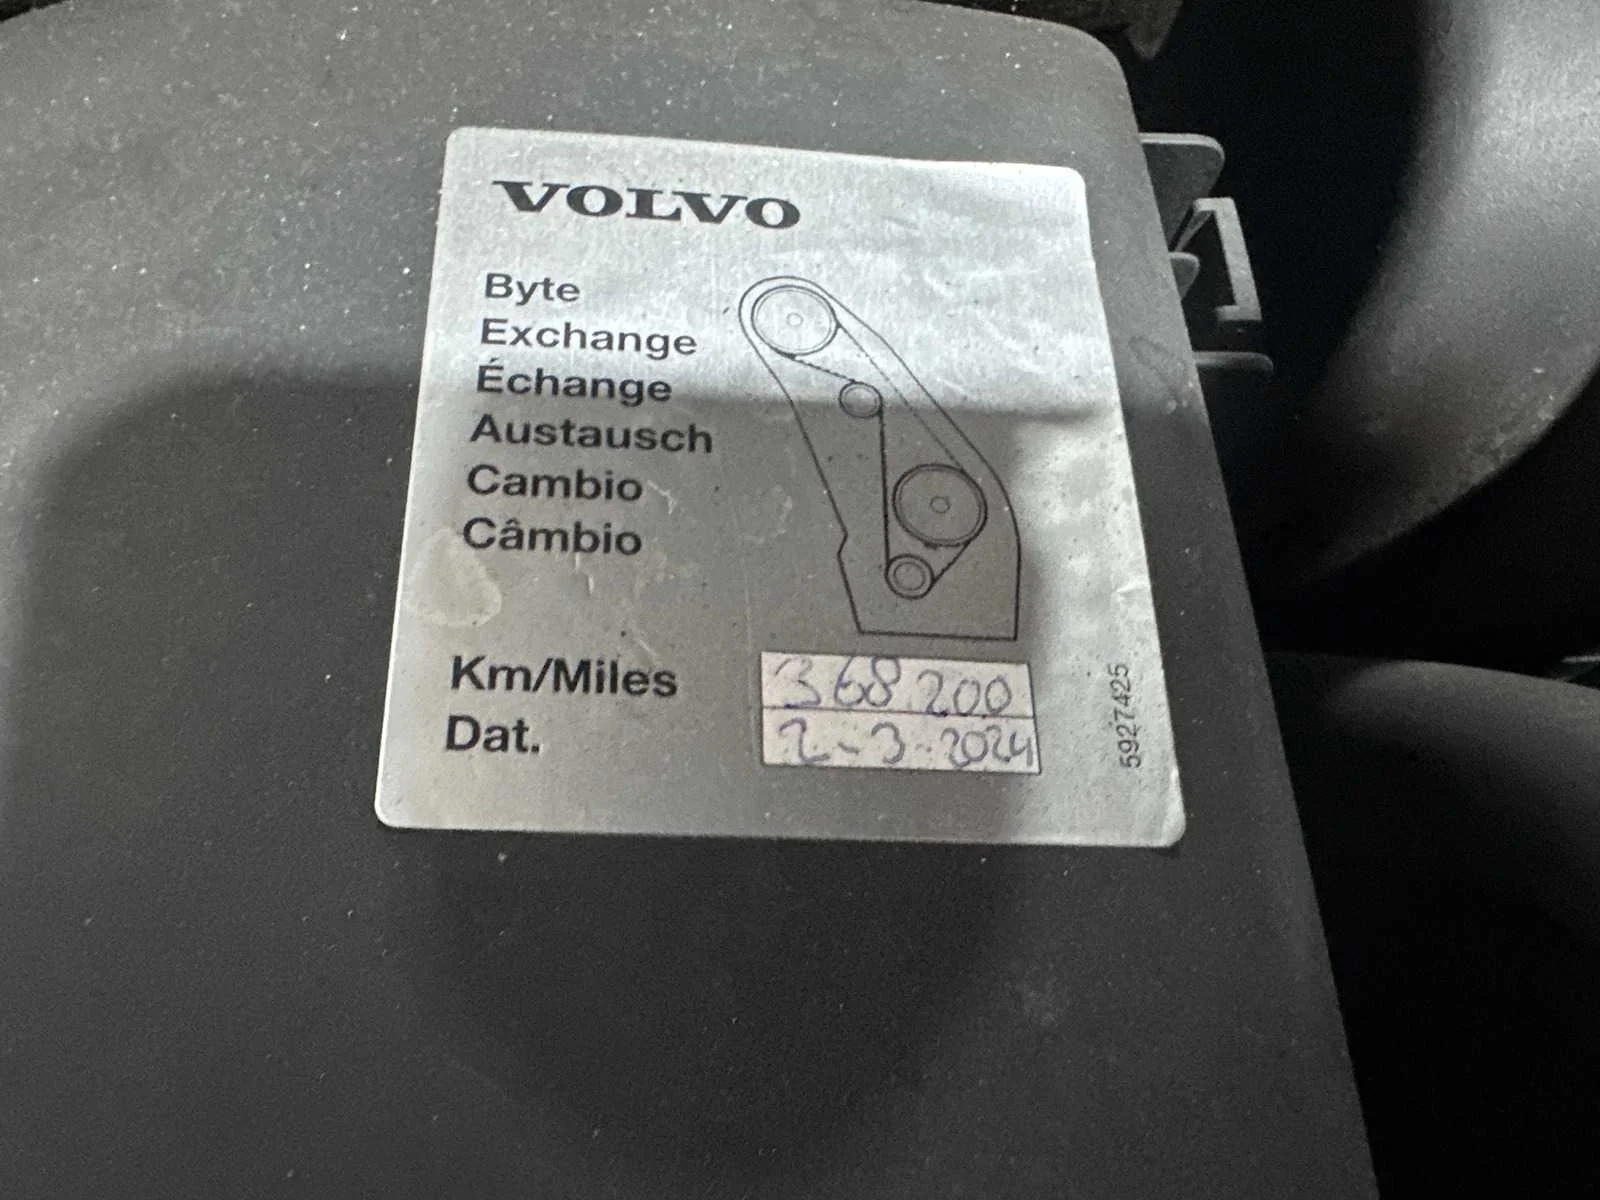 VOLVO
Byte
Exchange
Échange
Austausch
Cambio
Câmbio
Km/Miles 368 200
Dat. 2-3-2024
5927425